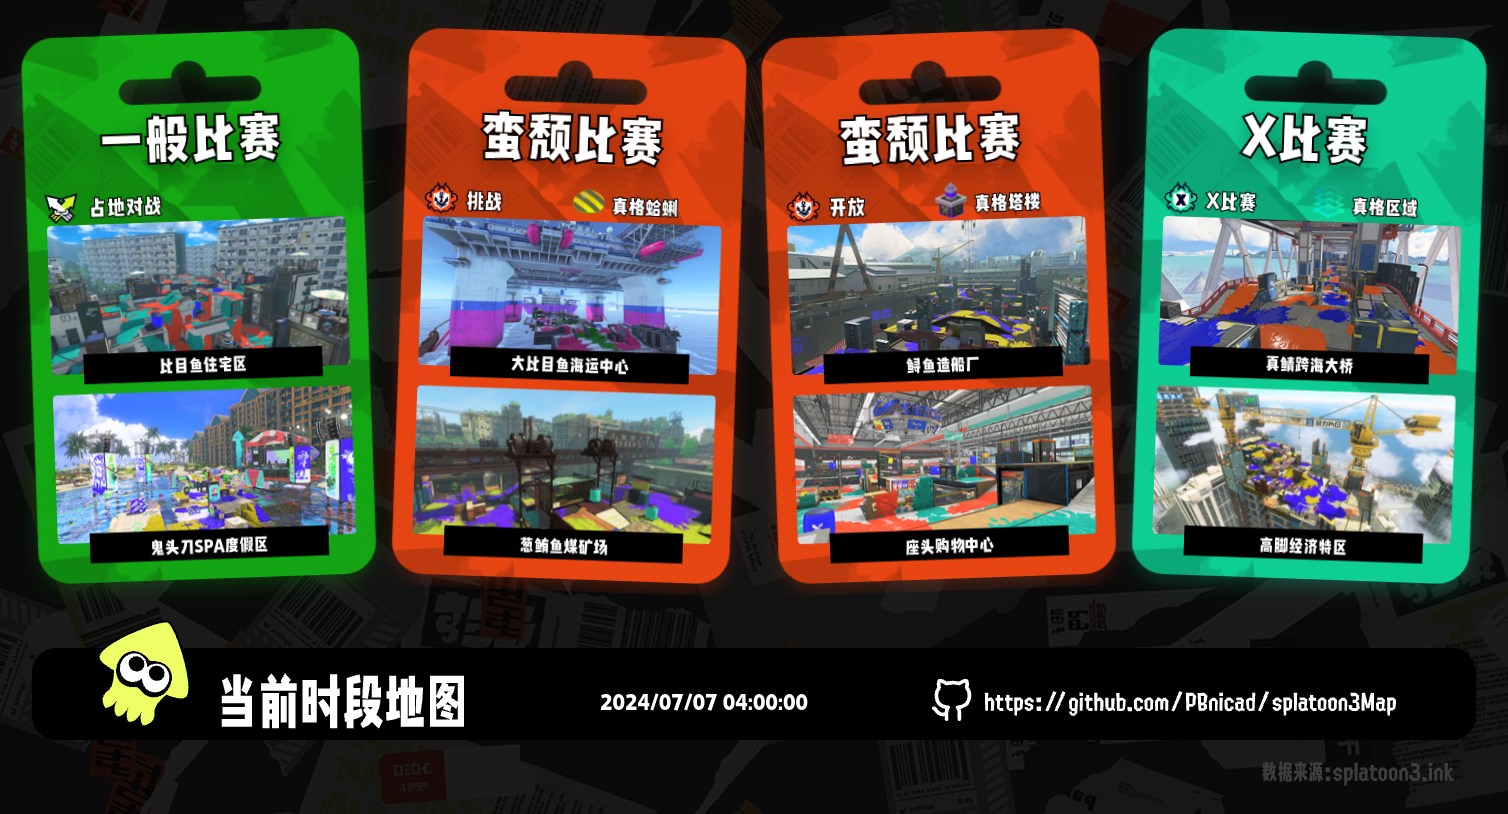 一般比赛
占地对战
比目鱼住宅区
鬼头刀SPA度假区
蛮颓比赛
挑战
真格蛤蜊
大比目鱼海运中心
葱鲔鱼煤矿场
蛮颓比赛
开放
真格塔楼
鲟鱼造船厂
座头购物中心
X比赛
X比赛
真格区域
真鲷跨海大桥
高脚经济特区
当前时段地图
2024/07/07 04:00:00
https://github.com/PBnicad/splatoon3Map
数据来源:splatoon3.ink